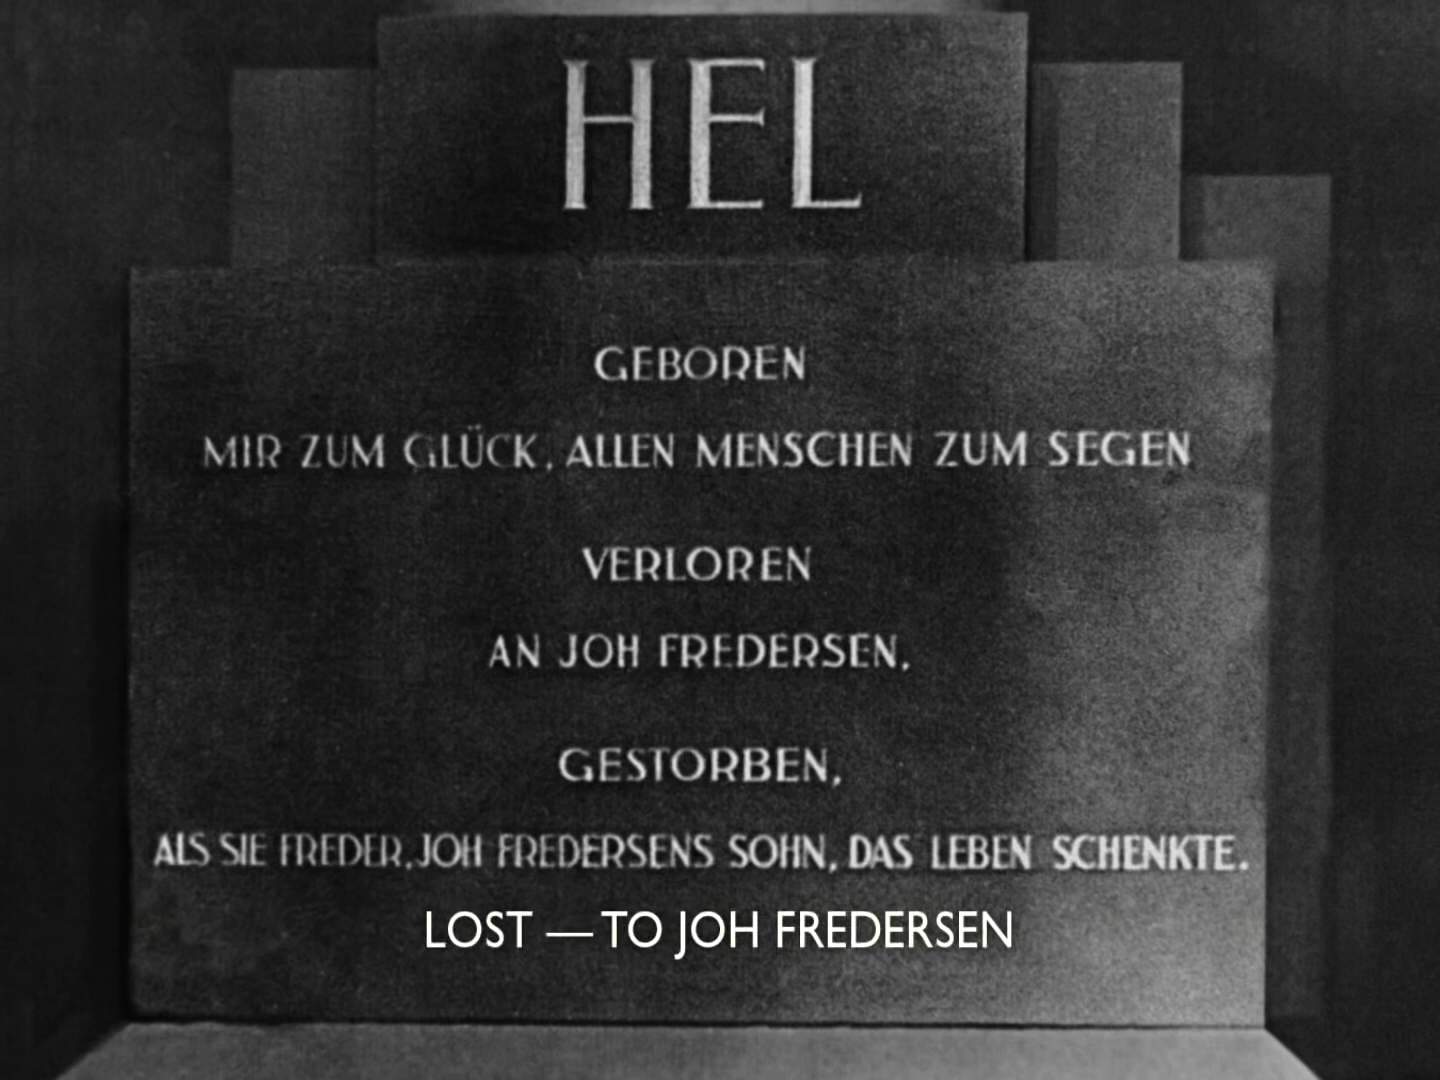 HEL
GEBOREN
MIR ZUM GLÜCK, ALLEN MENSCHEN ZUM SEGEN
VERLOREN
AN JOH FREDERSEN,
GESTORBEN,
ALS SIE FREDER, JOH FREDERSENS SOHN, DAS LEBEN SCHENKTE.
LOST — TO JOH FREDERSEN